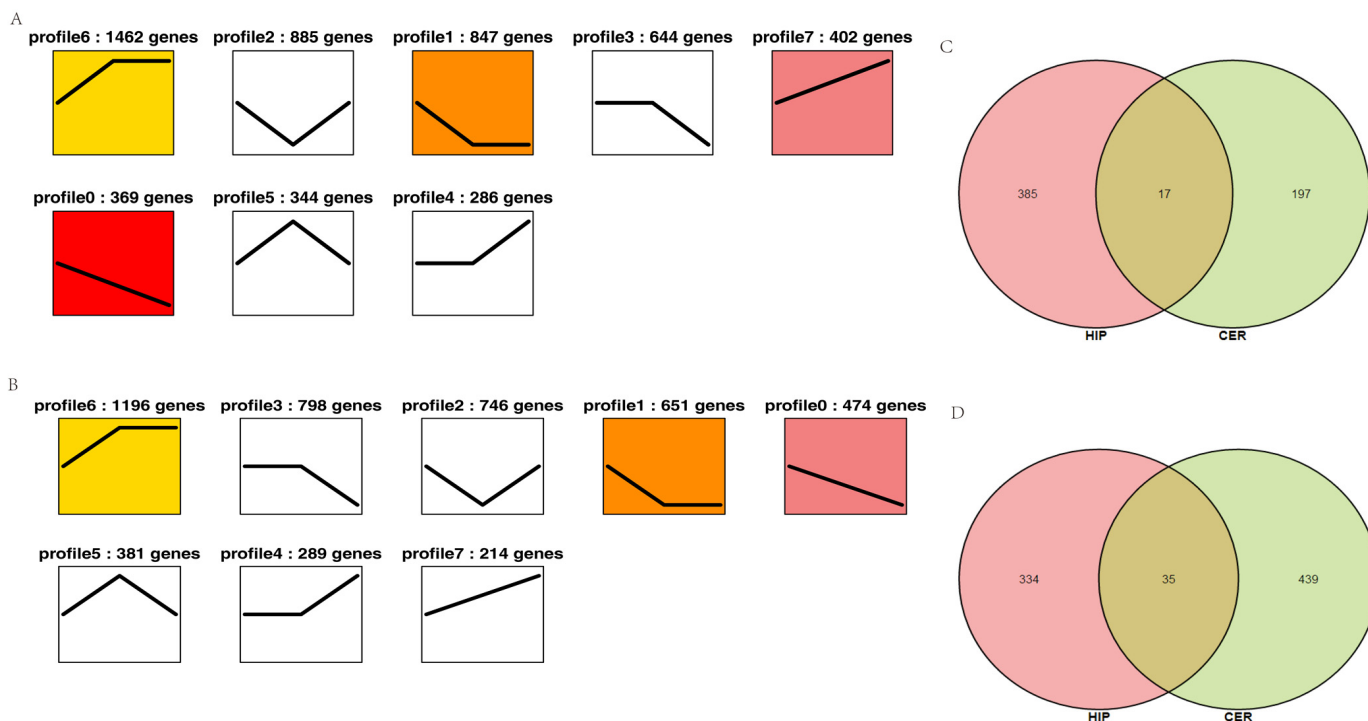 A
profile6 : 1462 genes
profile2 : 885 genes
profile1 : 847 genes
profile3 : 644 genes
profile7 : 402 genes
profile0 : 369 genes
profile5 : 344 genes
profile4 : 286 genes
B
profile6 : 1196 genes
profile3 : 798 genes
profile2 : 746 genes
profile1 : 651 genes
profile0 : 474 genes
profile5 : 381 genes
profile4 : 289 genes
profile7 : 214 genes
C
385
17
197
HIP
CER
D
334
35
439
HIP
CER